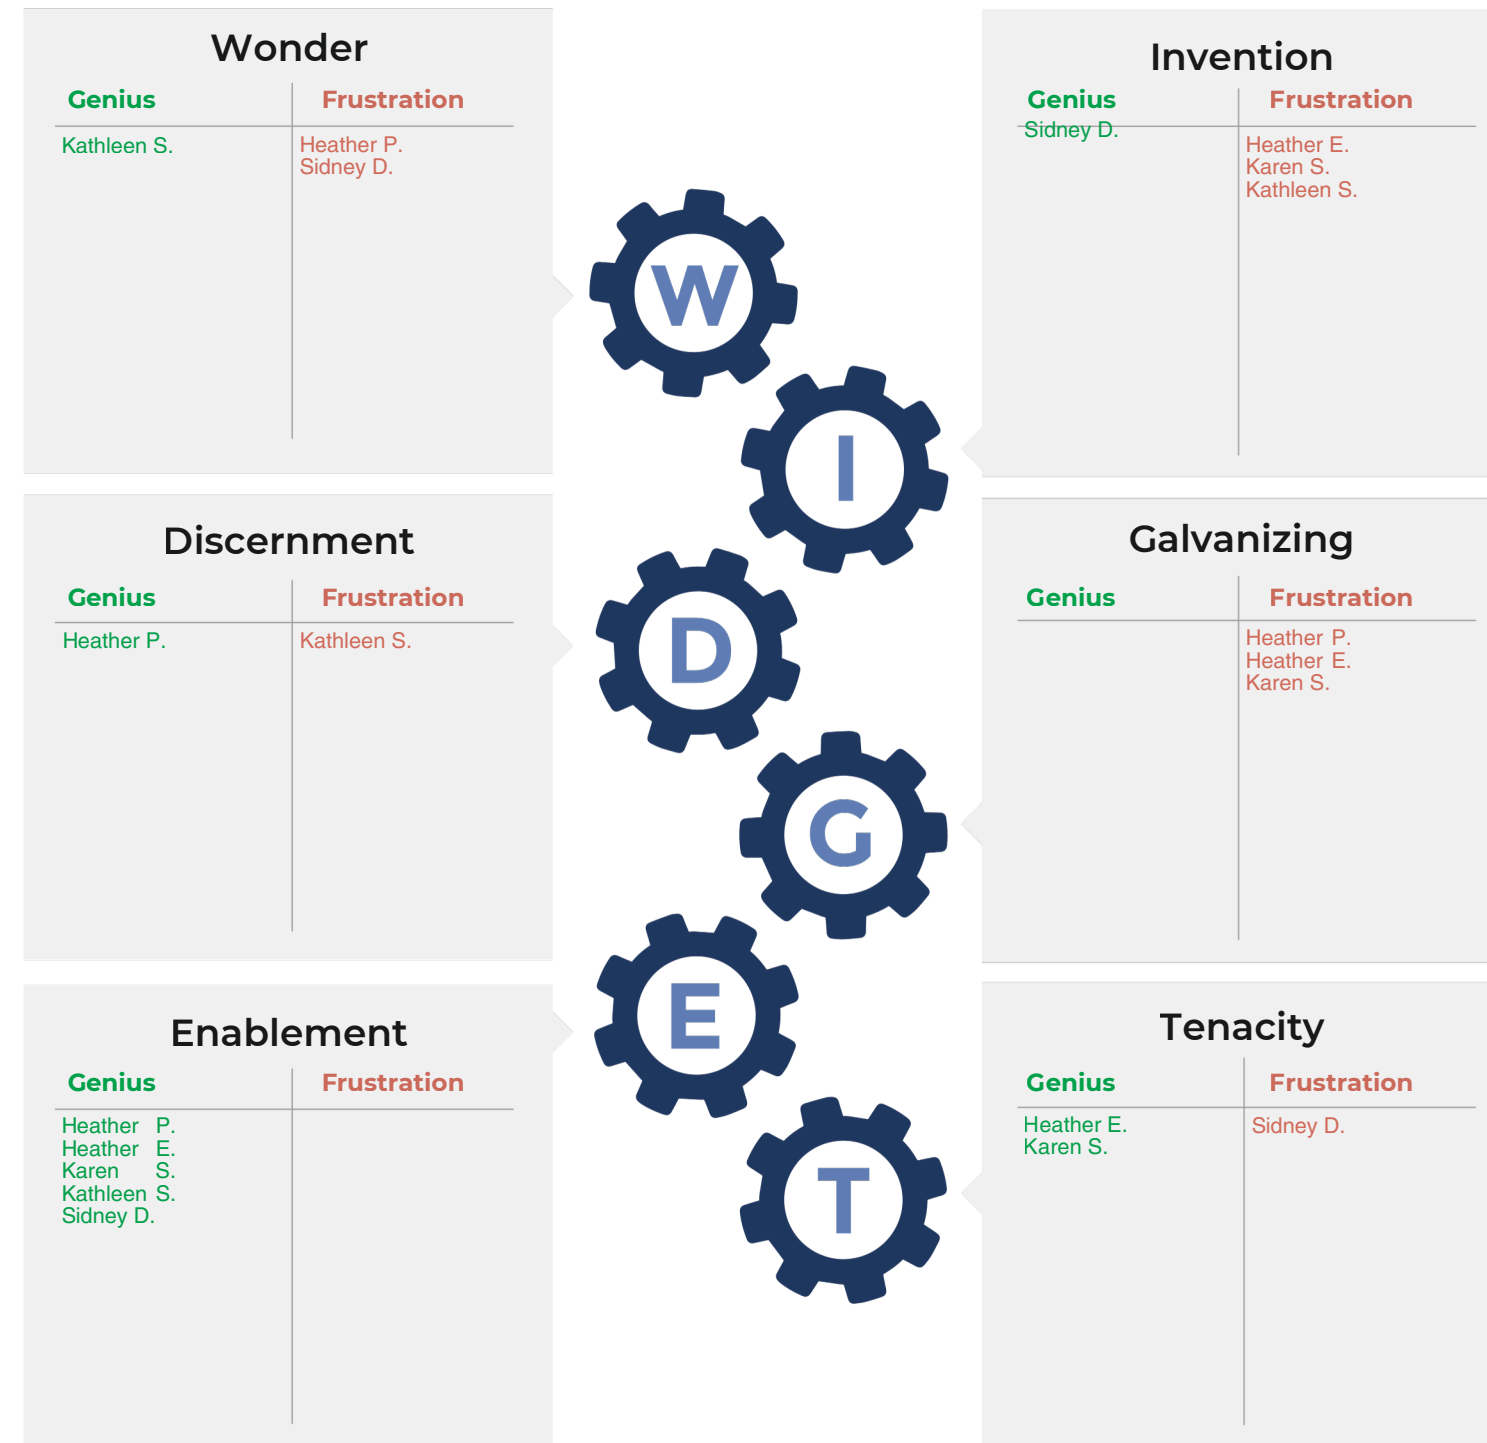 Wonder
Genius Frustration
Kathleen S. Heather P.
Sidney D.
Invention
Genius Frustration
Sidney D.
Heather E.
Karen S.
Kathleen S.
W
I
Discernment
Genius Frustration
Heather P. Kathleen S.
Galvanizing
Genius Frustration
Heather P.
Heather E.
Karen S.
D
G
Enablement
Genius Frustration
Heather P.
Heather E.
Karen S.
Kathleen S.
Sidney D.
Tenacity
Genius Frustration
Heather E. Sidney D.
Karen S.
E
T